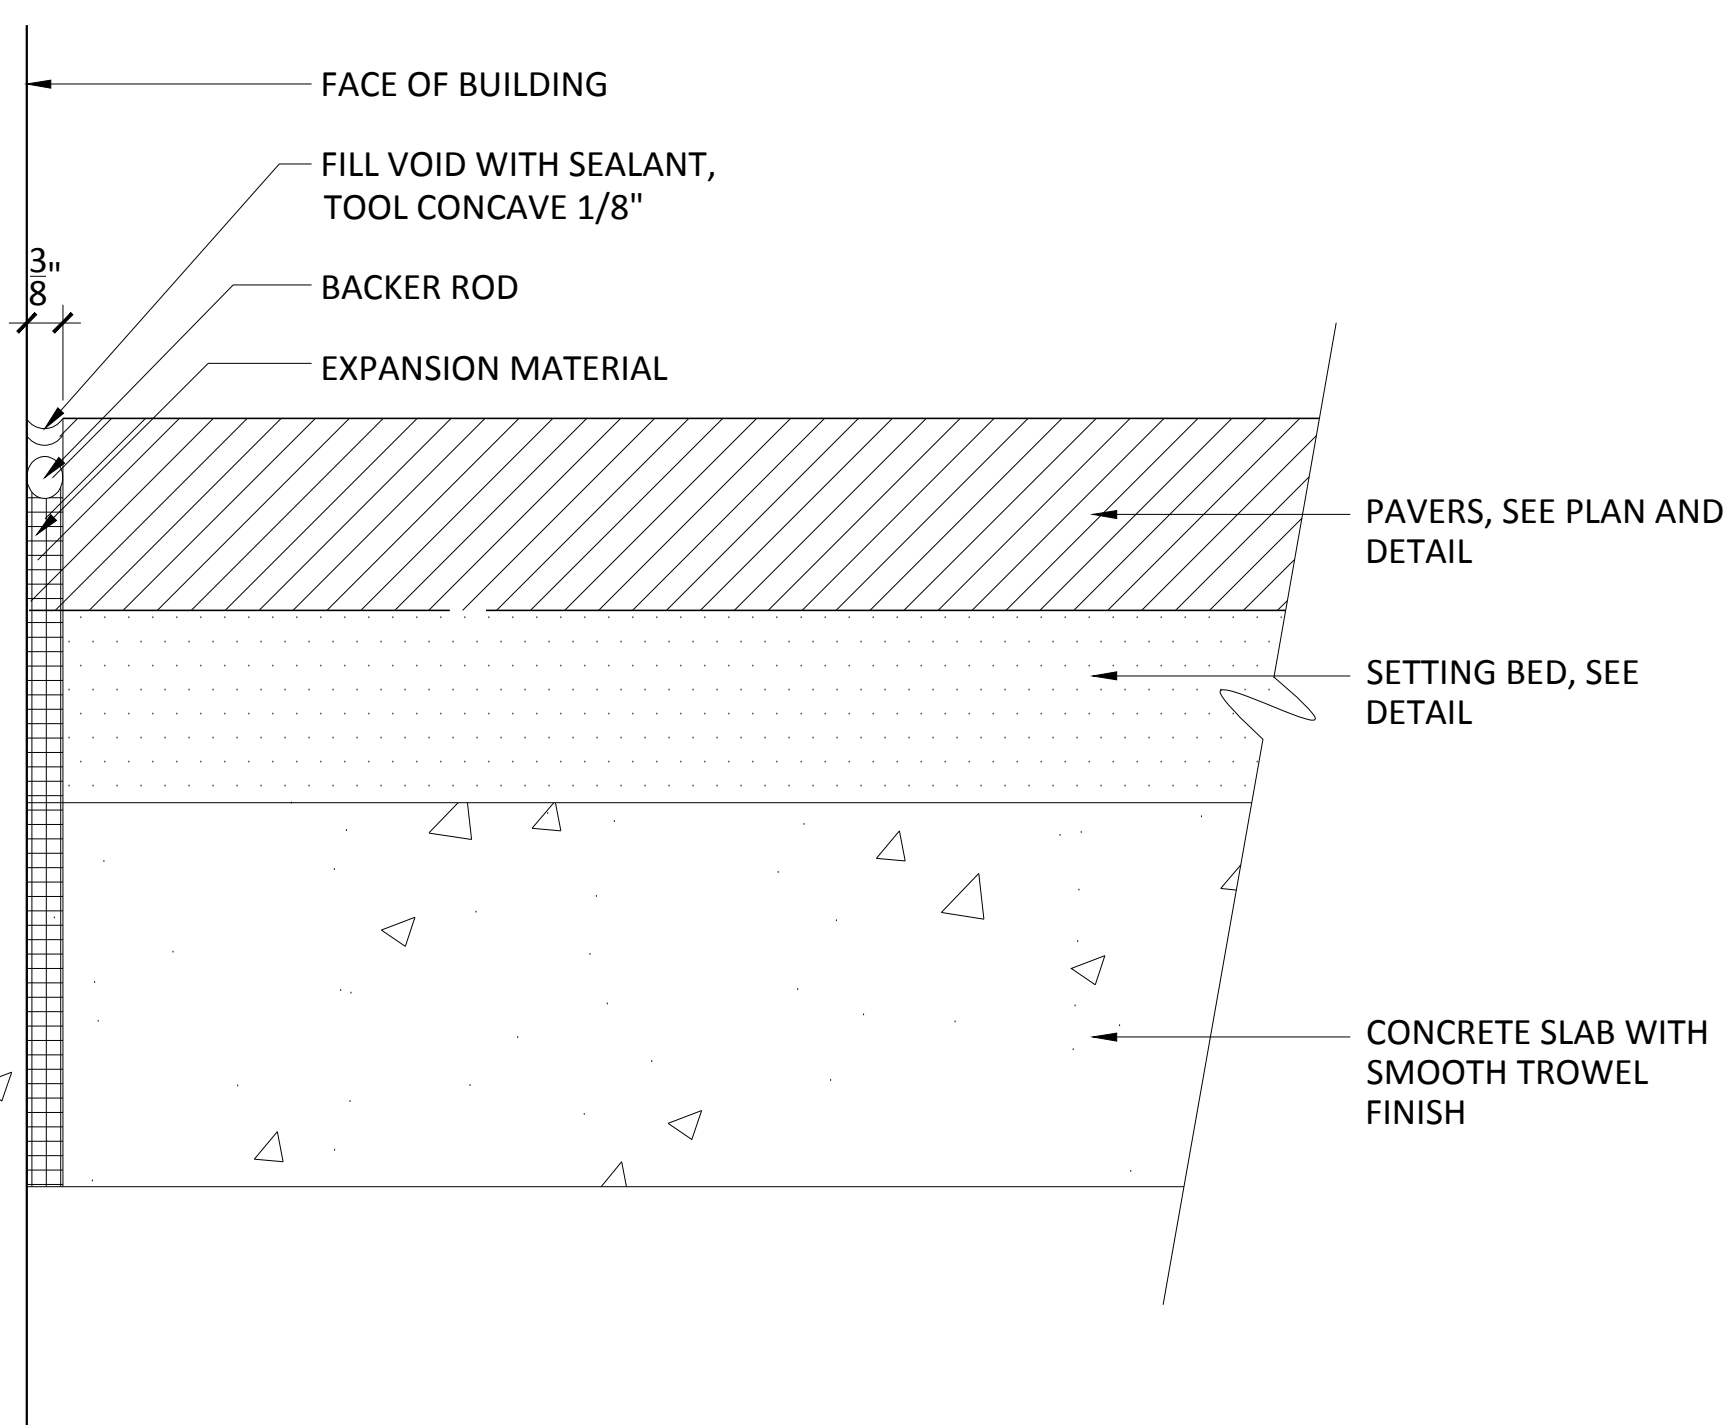 FACE OF BUILDING
FILL VOID WITH SEALANT,
TOOL CONCAVE 1/8"
3/8"
BACKER ROD
EXPANSION MATERIAL
PAVERS, SEE PLAN AND
DETAIL
SETTING BED, SEE
DETAIL
CONCRETE SLAB WITH
SMOOTH TROWEL
FINISH